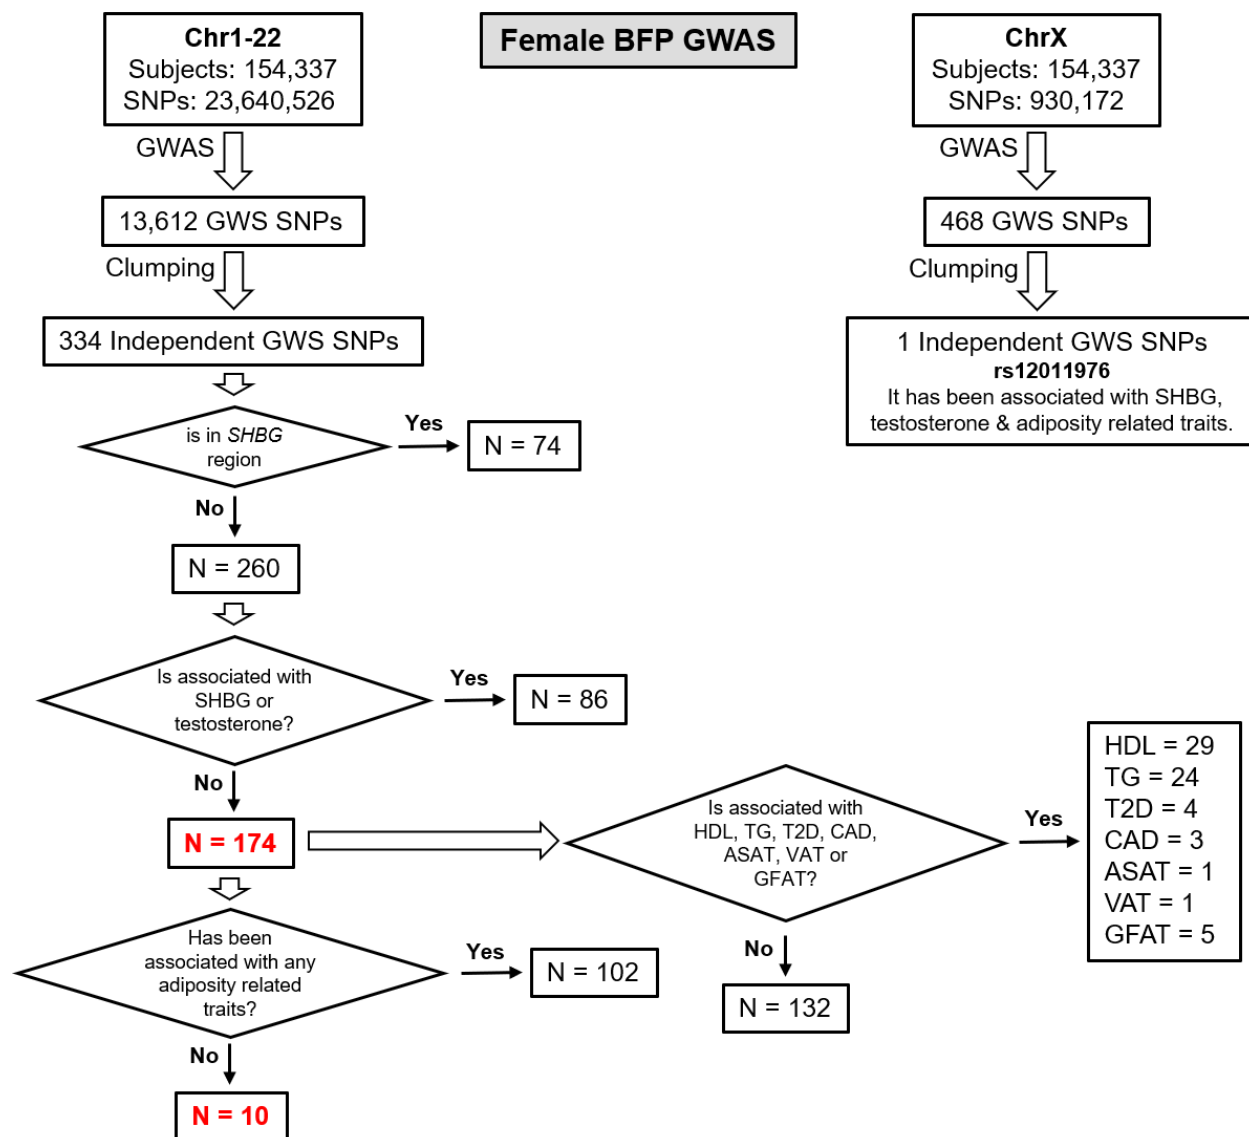 Female BFP GWAS
Chr1-22
Subjects: 154,337
SNPs: 23,640,526
GWAS
13,612 GWS SNPs
Clumping
334 Independent GWS SNPs
is in SHBG
region
Yes
N = 74
No
N = 260
Is associated with
SHBG or
testosterone?
Yes
N = 86
No
N = 174
Has been
associated with any
adiposity related
traits?
Yes
N = 102
No
N = 10
Is associated with
HDL, TG, T2D, CAD,
ASAT, VAT or
GFAT?
Yes
HDL = 29
TG = 24
T2D = 4
CAD = 3
ASAT = 1
VAT = 1
GFAT = 5
No
N = 132
ChrX
Subjects: 154,337
SNPs: 930,172
GWAS
468 GWS SNPs
Clumping
1 Independent GWS SNPs
rs12011976
It has been associated with SHBG,
testosterone & adiposity related traits.